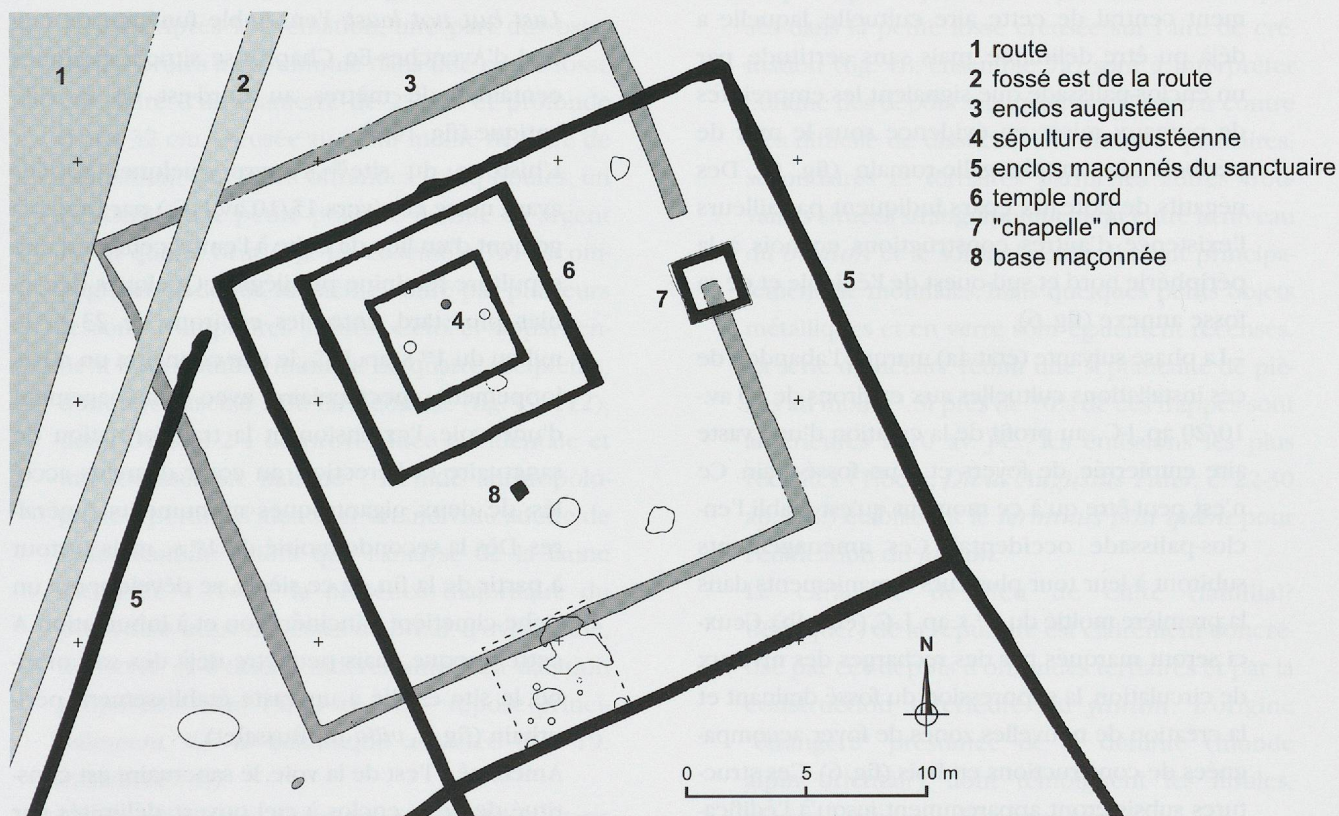 1 route
2 fossé est de la route
3 enclos augustéen
4 sépulture augustéenne
5 enclos maçonnés du sanctuaire
6 temple nord
7 "chapelle" nord
8 base maçonnée
1
2
3
6
4
7
5
8
5
N
0 5 10 m